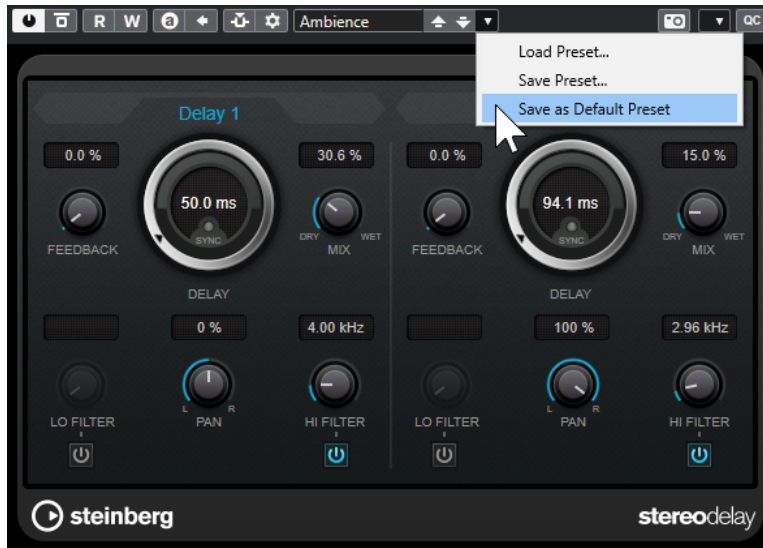 R W a Ambience QC
Load Preset...
Save Preset...
Save as Default Preset
Delay 1
0.0 % 30.6 % 0.0 % 15.0 %
50.0 ms 94.1 ms
SYNC SYNC
DRY WET DRY WET
FEEDBACK MIX FEEDBACK MIX
DELAY DELAY
0 % 4.00 kHz 100 % 2.96 kHz
L R L R
LO FILTER PAN HI FILTER LO FILTER PAN HI FILTER
steinberg stereodelay